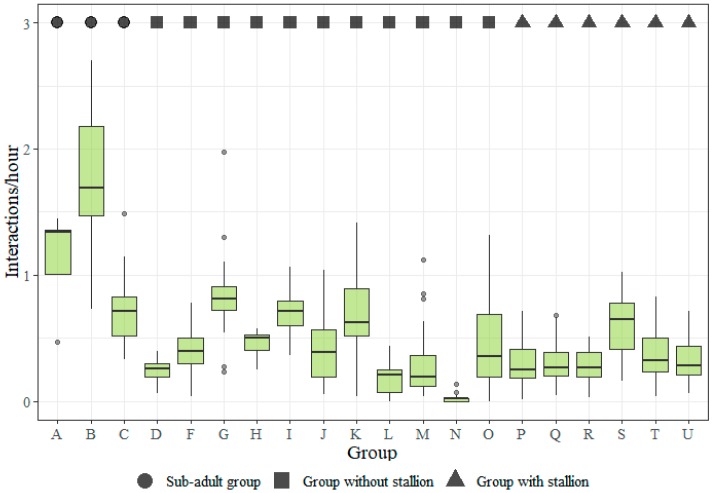 3
2
1
0
Interactions/hour
A B C D F G H I J K L M N O P Q R S T U
Group
Sub-adult group Group without stallion Group with stallion